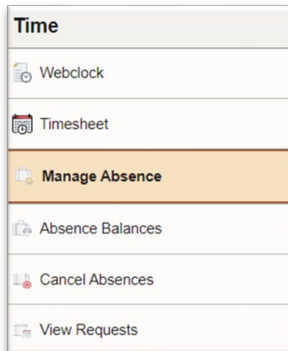 Time
Webclock
Timesheet
Manage Absence
Absence Balances
Cancel Absences
View Requests